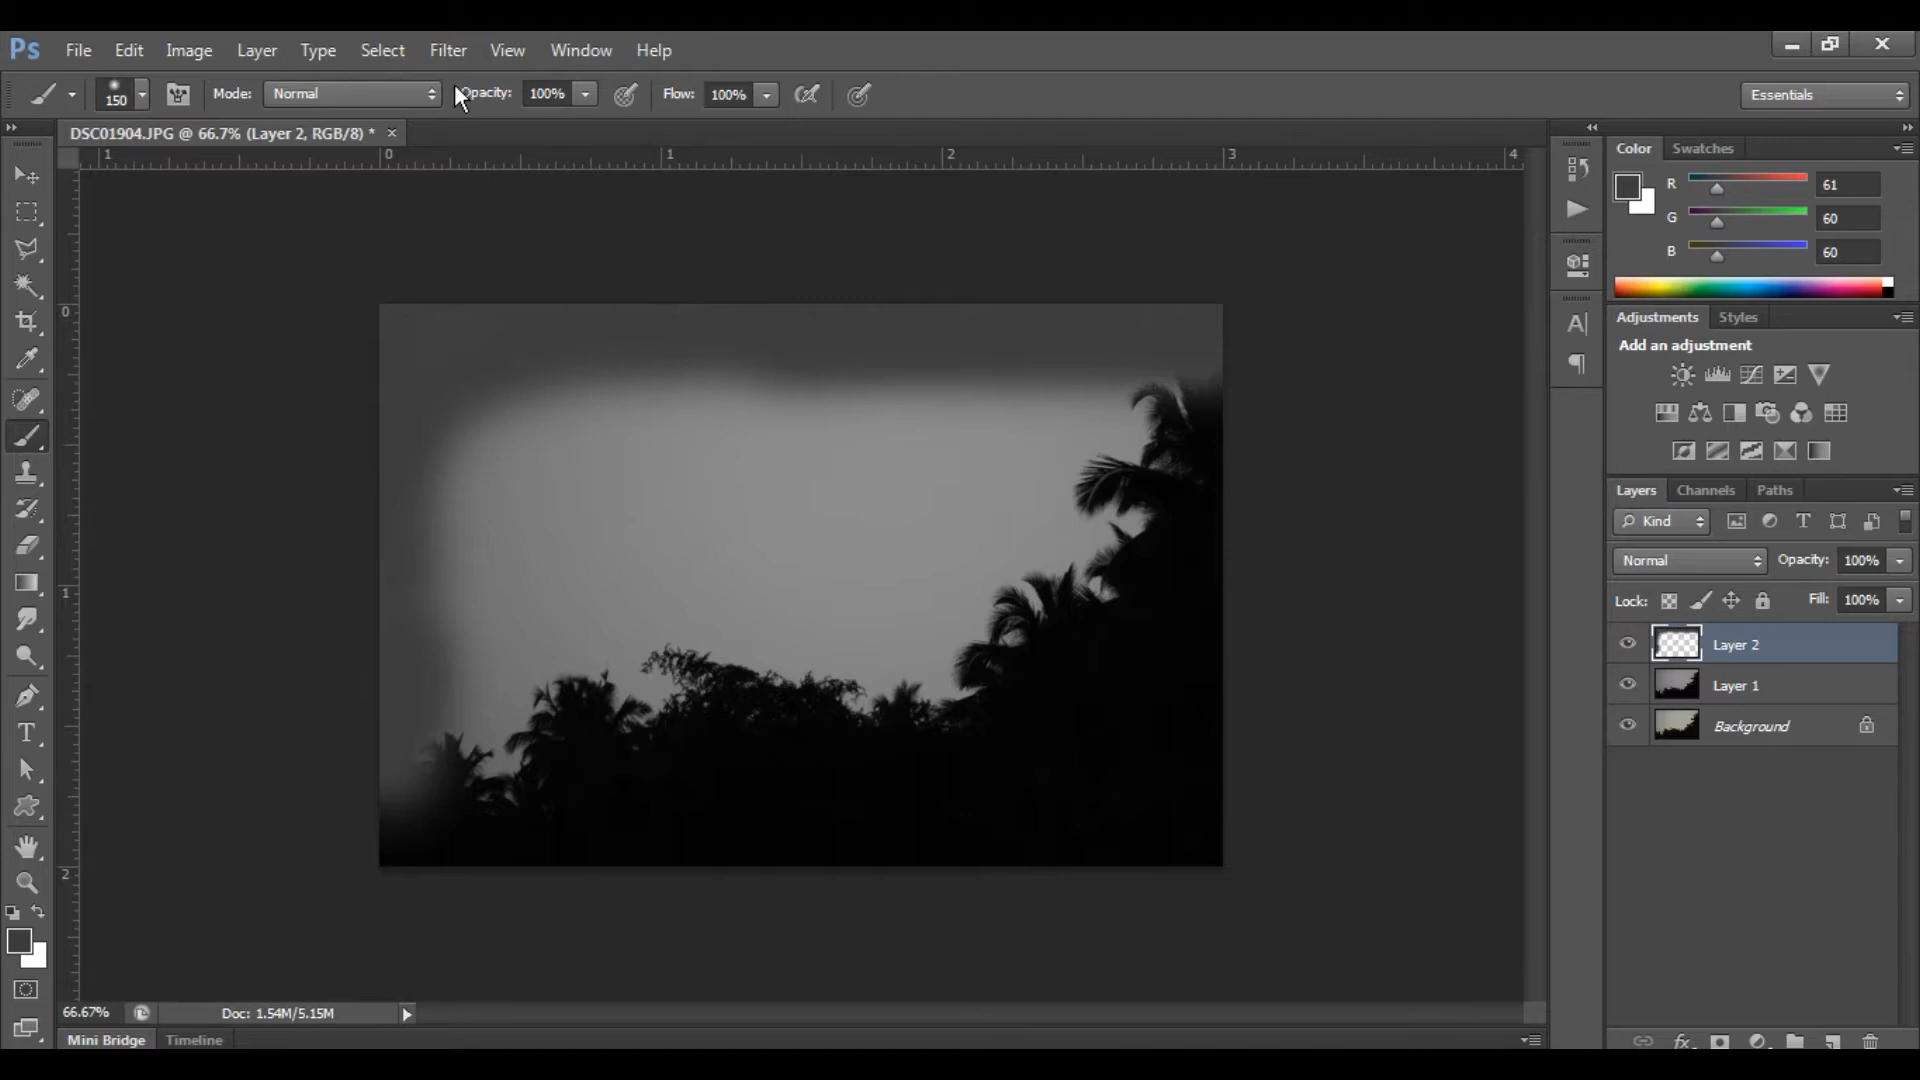 Ps File Edit Image Layer Type Select Filter View Window Help
150 Mode: Normal Opacity: 100% Flow: 100% Essentials
DSC01904.JPG @ 66.7% (Layer 2, RGB/8) * ×
1 0 1 2 3 4
0
1
2
Color Swatches
R 61
G 60
B 60
Adjustments Styles
Add an adjustment
Layers Channels Paths
Kind
Normal Opacity: 100%
Lock: Fill: 100%
Layer 2
Layer 1
Background
66.67% Doc: 1.54M/5.15M
Mini Bridge Timeline